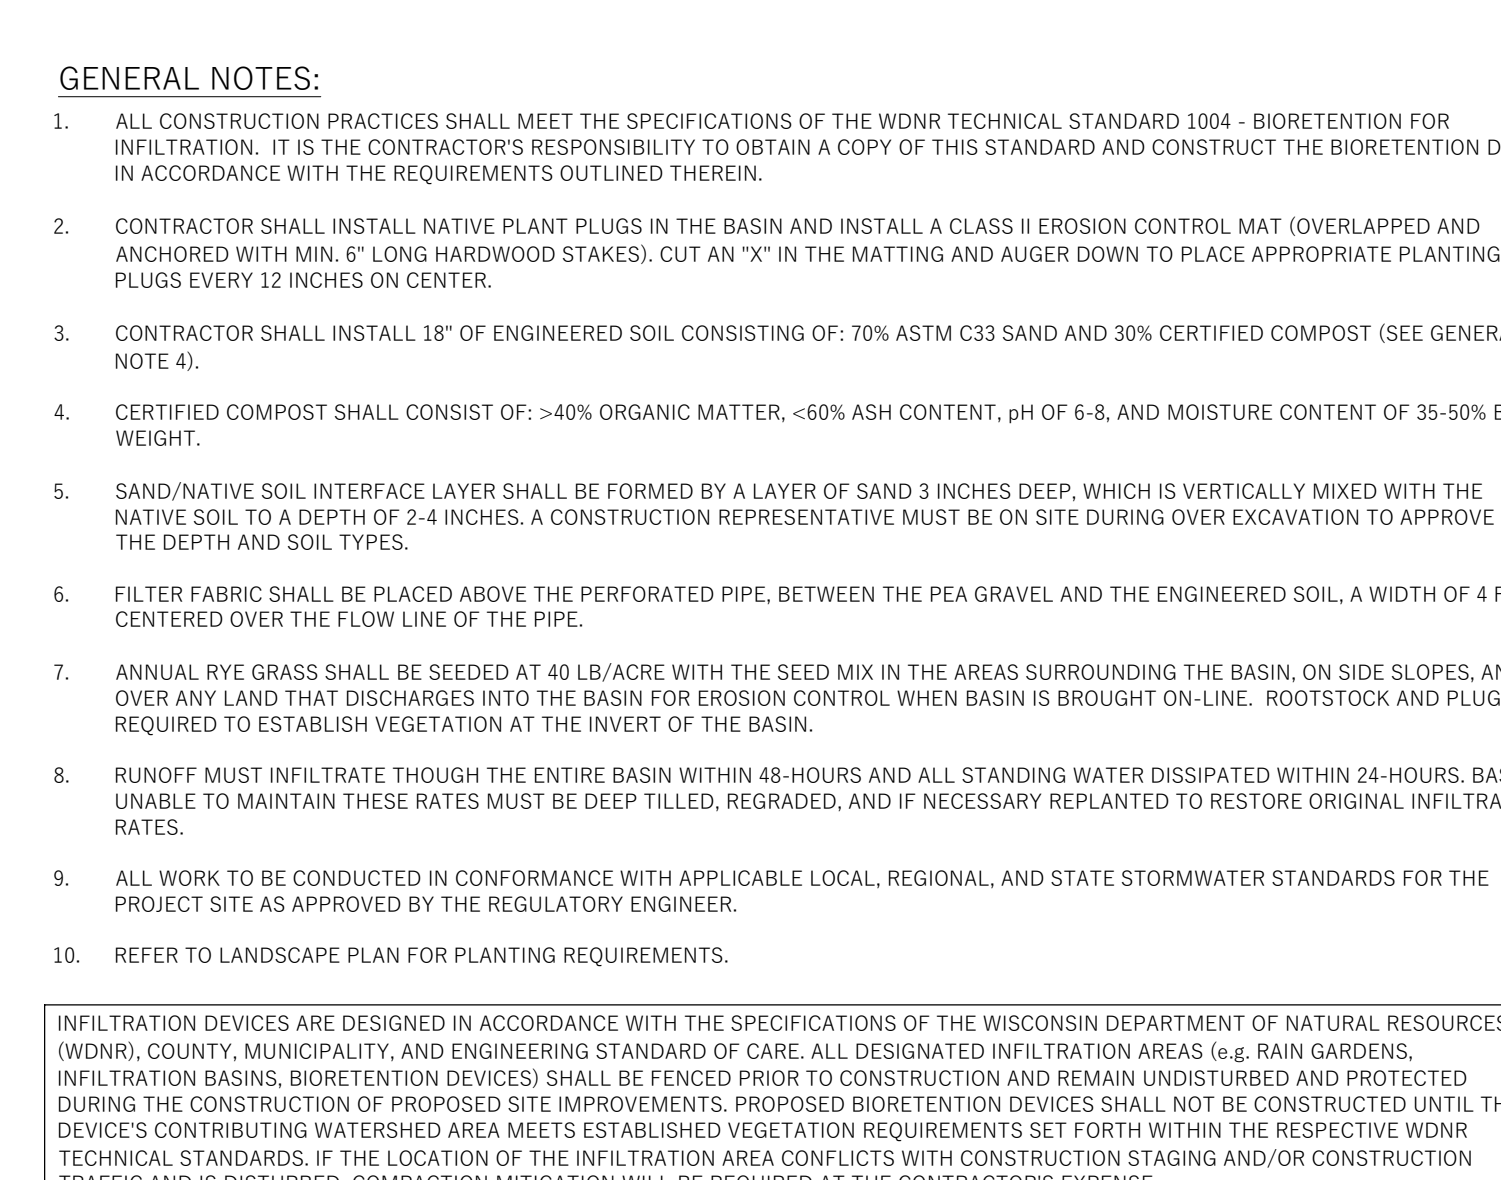 GENERAL NOTES:
1. ALL CONSTRUCTION PRACTICES SHALL MEET THE SPECIFICATIONS OF THE WDNR TECHNICAL STANDARD 1004 - BIORETENTION FOR
INFILTRATION. IT IS THE CONTRACTOR'S RESPONSIBILITY TO OBTAIN A COPY OF THIS STANDARD AND CONSTRUCT THE BIORETENTION
IN ACCORDANCE WITH THE REQUIREMENTS OUTLINED THEREIN.
2. CONTRACTOR SHALL INSTALL NATIVE PLANT PLUGS IN THE BASIN AND INSTALL A CLASS II EROSION CONTROL MAT (OVERLAPPED AND
ANCHORED WITH MIN. 6" LONG HARDWOOD STAKES). CUT AN "X" IN THE MATTING AND AUGER DOWN TO PLACE APPROPRIATE PLANTING
PLUGS EVERY 12 INCHES ON CENTER.
3. CONTRACTOR SHALL INSTALL 18" OF ENGINEERED SOIL CONSISTING OF: 70% ASTM C33 SAND AND 30% CERTIFIED COMPOST (SEE
NOTE 4).
4. CERTIFIED COMPOST SHALL CONSIST OF: >40% ORGANIC MATTER, <60% ASH CONTENT, pH OF 6-8, AND MOISTURE CONTENT OF 35-50%
WEIGHT.
5. SAND/NATIVE SOIL INTERFACE LAYER SHALL BE FORMED BY A LAYER OF SAND 3 INCHES DEEP, WHICH IS VERTICALLY MIXED WITH THE
NATIVE SOIL TO A DEPTH OF 2-4 INCHES. A CONSTRUCTION REPRESENTATIVE MUST BE ON SITE DURING OVER EXCAVATION TO APPROVE
THE DEPTH AND SOIL TYPES.
6. FILTER FABRIC SHALL BE PLACED ABOVE THE PERFORATED PIPE, BETWEEN THE PEA GRAVEL AND THE ENGINEERED SOIL, A WIDTH OF 4
CENTERED OVER THE FLOW LINE OF THE PIPE.
7. ANNUAL RYE GRASS SHALL BE SEEDED AT 40 LB/ACRE WITH THE SEED MIX IN THE AREAS SURROUNDING THE BASIN, ON SIDE SLOPES,
OVER ANY LAND THAT DISCHARGES INTO THE BASIN FOR EROSION CONTROL WHEN BASIN IS BROUGHT ON-LINE. ROOTSTOCK AND
REQUIRED TO ESTABLISH VEGETATION AT THE INVERT OF THE BASIN.
8. RUNOFF MUST INFILTRATE THOUGH THE ENTIRE BASIN WITHIN 48-HOURS AND ALL STANDING WATER DISSIPATED WITHIN 24-HOURS.
UNABLE TO MAINTAIN THESE RATES MUST BE DEEP TILLED, REGRADED, AND IF NECESSARY REPLANTED TO RESTORE ORIGINAL
RATES.
9. ALL WORK TO BE CONDUCTED IN CONFORMANCE WITH APPLICABLE LOCAL, REGIONAL, AND STATE STORMWATER STANDARDS FOR THE
PROJECT SITE AS APPROVED BY THE REGULATORY ENGINEER.
10. REFER TO LANDSCAPE PLAN FOR PLANTING REQUIREMENTS.
INFILTRATION DEVICES ARE DESIGNED IN ACCORDANCE WITH THE SPECIFICATIONS OF THE WISCONSIN DEPARTMENT OF NATURAL RESOURCES
(WDNR), COUNTY, MUNICIPALITY, AND ENGINEERING STANDARD OF CARE. ALL DESIGNATED INFILTRATION AREAS (e.g. RAIN GARDENS,
INFILTRATION BASINS, BIORETENTION DEVICES) SHALL BE FENCED PRIOR TO CONSTRUCTION AND REMAIN UNDISTURBED AND PROTECTED
DURING THE CONSTRUCTION OF PROPOSED SITE IMPROVEMENTS. PROPOSED BIORETENTION DEVICES SHALL NOT BE CONSTRUCTED UNTIL
DEVICE'S CONTRIBUTING WATERSHED AREA MEETS ESTABLISHED VEGETATION REQUIREMENTS SET FORTH WITHIN THE RESPECTIVE WDNR
TECHNICAL STANDARDS. IF THE LOCATION OF THE INFILTRATION AREA CONFLICTS WITH CONSTRUCTION STAGING AND/OR CONSTRUCTION
TRAFFIC AND IS DISTURBED, COMPACTION MITIGATION WILL BE REQUIRED AT THE CONTRACTOR'S EXPENSE.